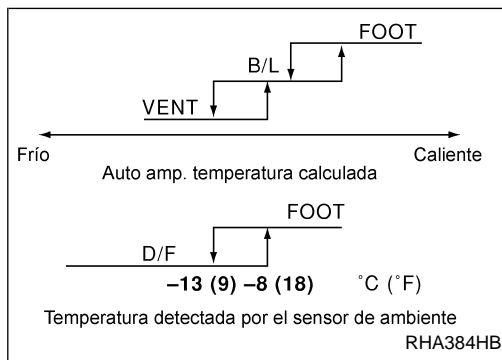 FOOT
B/L
VENT
Frío Caliente
Auto amp. temperatura calculada
FOOT
D/F
–13 (9) –8 (18) °C (°F)
Temperatura detectada por el sensor de ambiente
RHA384HB